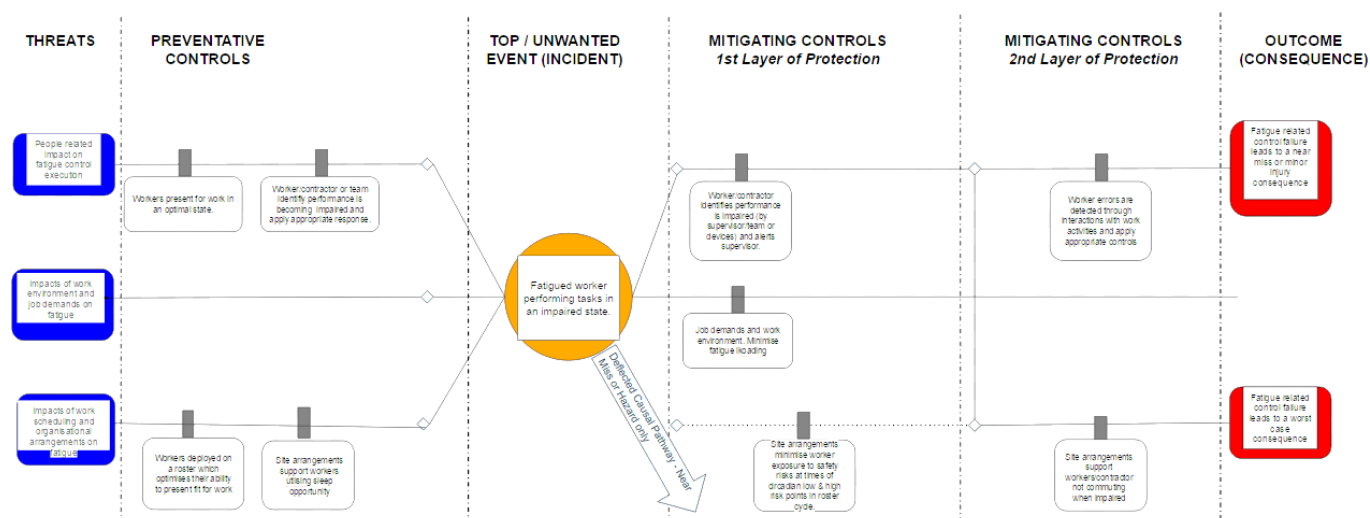 THREATS
PREVENTATIVE
CONTROLS
TOP / UNWANTED
EVENT (INCIDENT)
MITIGATING CONTROLS
1st Layer of Protection
MITIGATING CONTROLS
2nd Layer of Protection
OUTCOME
(CONSEQUENCE)
People related
impact on
fatigue control
execution
Workers present for work in
an optimal state.
Worker/contractor or team
identify performance is
becoming impaired and
apply appropriate response.
Worker/contractor
identifies performance
is impaired (by
supervisor/team or
devices) and alerts
supervisor.
Worker errors are
detected through
interactions with work
activities and apply
appropriate controls
Fatigue related
control failure
leads to a near
miss or minor
injury
consequence
Impacts of work
environment and
job demands on
fatigue
Fatigued worker
performing tasks in
an impaired state.
Job demands and work
environment. Minimise
fatigue lkoading
Deflected Causal Pathway - Near
Miss or Hazard only
Impacts of work
scheduling and
organisational
arrangements on
fatigue
Workers deployed on
a roster which
optimises their ability
to present fit for work
Site arrangements
support workers
utilising sleep
opportunity
Site arrangements
minimise worker
exposure to safety
risks at times of
circadian low & high
risk points in roster
cycle.
Site arrangements
support
workers/contractor
not commuting
when impaired
Fatigue related
control failure
leads to a worst
case
consequence